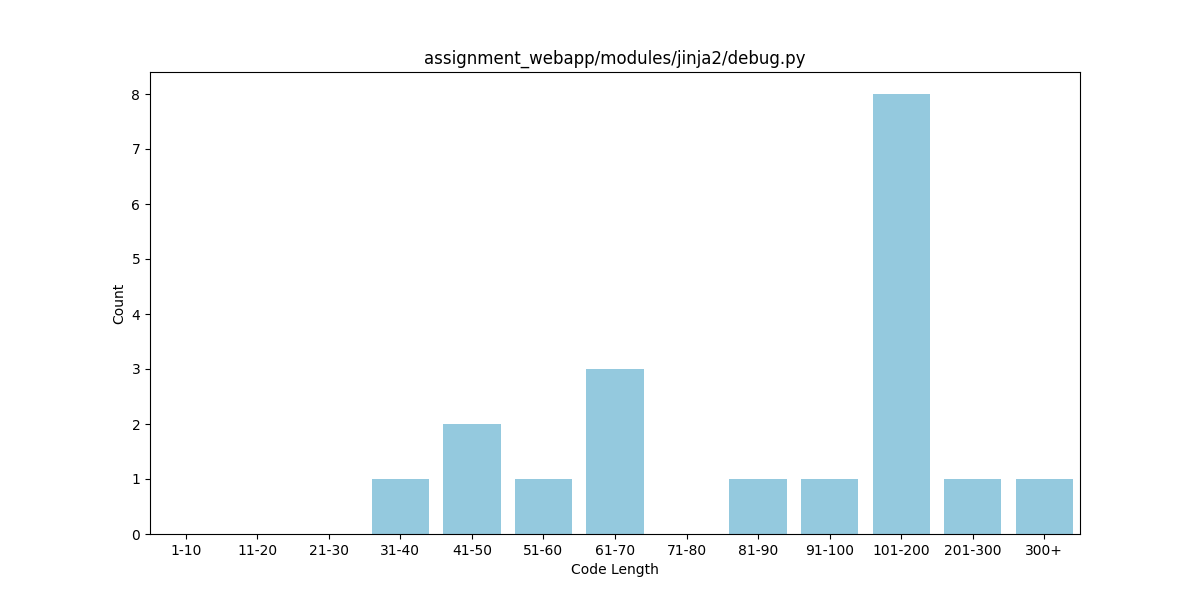 assignment_webapp/modules/jinja2/debug.py
8
7
6
5
4
3
2
1
0
Count
1-10 11-20 21-30 31-40 41-50 51-60 61-70 71-80 81-90 91-100 101-200 201-300 300+
Code Length